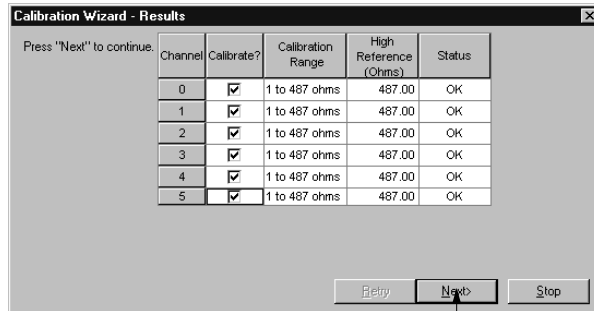 Calibration Wizard - Results
Press "Next" to continue.
Channel Calibrate? Calibration Range High Reference (Ohms) Status
0 1 to 487 ohms 487.00 OK
1 1 to 487 ohms 487.00 OK
2 1 to 487 ohms 487.00 OK
3 1 to 487 ohms 487.00 OK
4 1 to 487 ohms 487.00 OK
5 1 to 487 ohms 487.00 OK
Retry Next> Stop